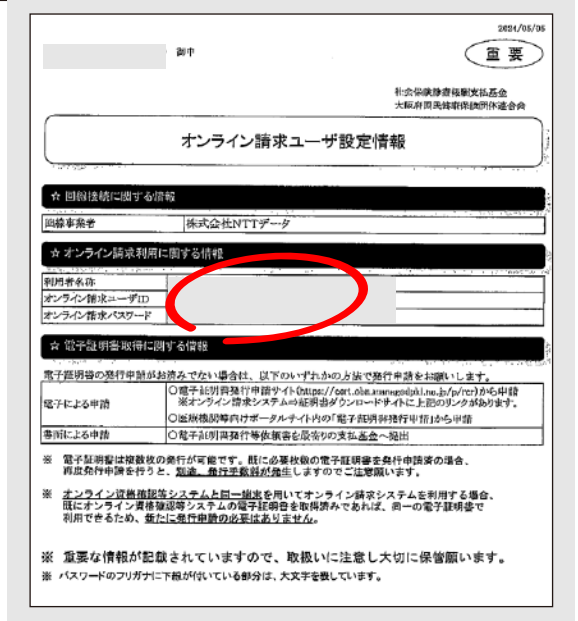 2024/05/05
御中
重要
社会保険診療報酬支払基金
大阪府国民健康保険団体連合会
オンライン請求ユーザ設定情報
☆ 回線接続に関する情報
回線事業者 株式会社NTTデータ
☆ オンライン請求利用に関する情報
利用者名称
オンライン請求ユーザID
オンライン請求パスワード
☆ 電子証明書取得に関する情報
電子証明書の発行申請がお済みでない場合は、以下のいずれかの方法で発行申請をお願いします。
電子による申請
○電子証明書発行申請サイト(https://cert.obn.managedpki.ne.jp/p/rcr)から申請
※オンライン請求システム⇒証明書ダウンロードサイトに上記のリンクがあります。
○医療機関等向けポータルサイト内の「電子証明書発行申請」から申請
書面による申請 ○電子証明書発行等依頼書を最寄りの支払基金へ提出
※ 電子証明書は複数枚の発行が可能です。既に必要枚数の電子証明書を発行申請済の場合、
再度発行申請を行うと、別途、発行手数料が発生しますのでご注意願います。
※ オンライン資格確認等システムと同一端末を用いてオンライン請求システムを利用する場合、
既にオンライン資格確認等システムの電子証明書を取得済みであれば、同一の電子証明書で
利用できるため、新たに発行申請の必要はありません。
※ 重要な情報が記載されていますので、取扱いに注意し大切に保管願います。
※ パスワードのフリガナに下線が付いている部分は、大文字を表しています。